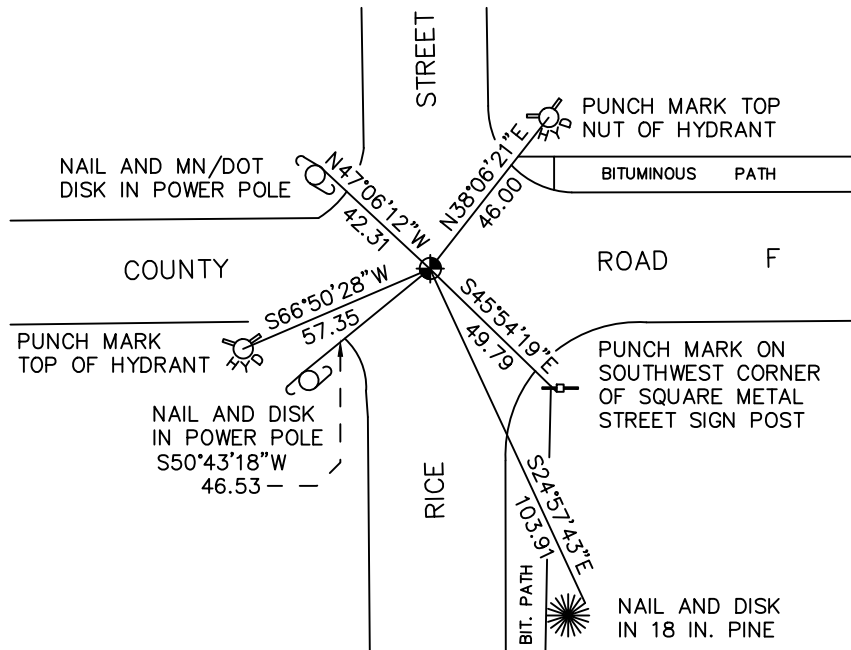 STREET
PUNCH MARK TOP
NUT OF HYDRANT
HYD
N38°06'21"E
46.00
NAIL AND MN/DOT
DISK IN POWER POLE
N47°06'12"W
42.31
BITUMINOUS PATH
COUNTY
ROAD F
S66°50'28"W
57.35
PUNCH MARK
TOP OF HYDRANT
HYD
S45°54'19"E
49.79
PUNCH MARK ON
SOUTHWEST CORNER
OF SQUARE METAL
STREET SIGN POST
NAIL AND DISK
IN POWER POLE
S50°43'18"W
46.53
RICE
S24°57'43"E
103.91
BIT. PATH
NAIL AND DISK
IN 18 IN. PINE